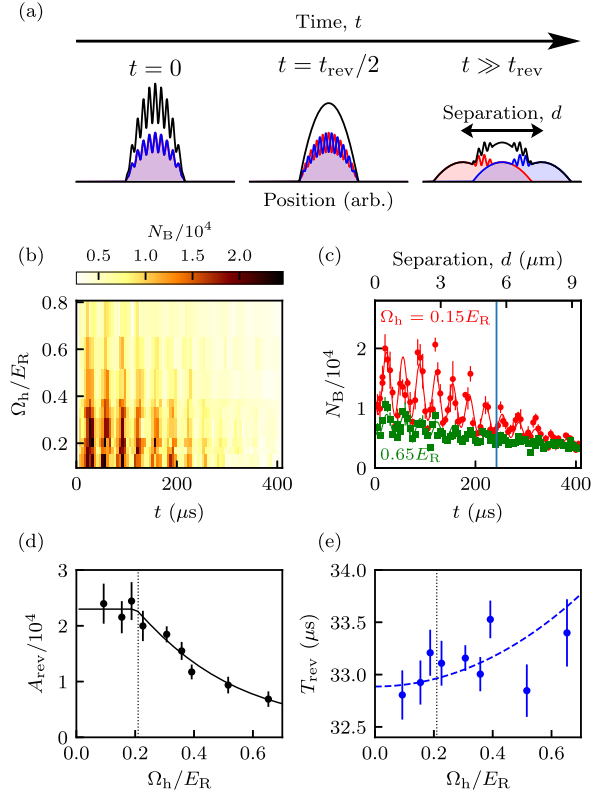 (a)
Time, t
t = 0
t = t_rev/2
t ≫ t_rev
Separation, d
Position (arb.)
(b)
N_B/10^4
0.5 1.0 1.5 2.0
Ω_h/E_R
0.8
0.6
0.4
0.2
0 200 400
t (μs)
(c)
Separation, d (μm)
0 3 6 9
Ω_h = 0.15E_R
0.65E_R
N_B/10^4
2
1
0
0 200 400
t (μs)
(d)
A_rev/10^4
3
2
1
0
0.0 0.2 0.4 0.6
Ω_h/E_R
(e)
T_rev (μs)
34.0
33.5
33.0
32.5
0.0 0.2 0.4 0.6
Ω_h/E_R